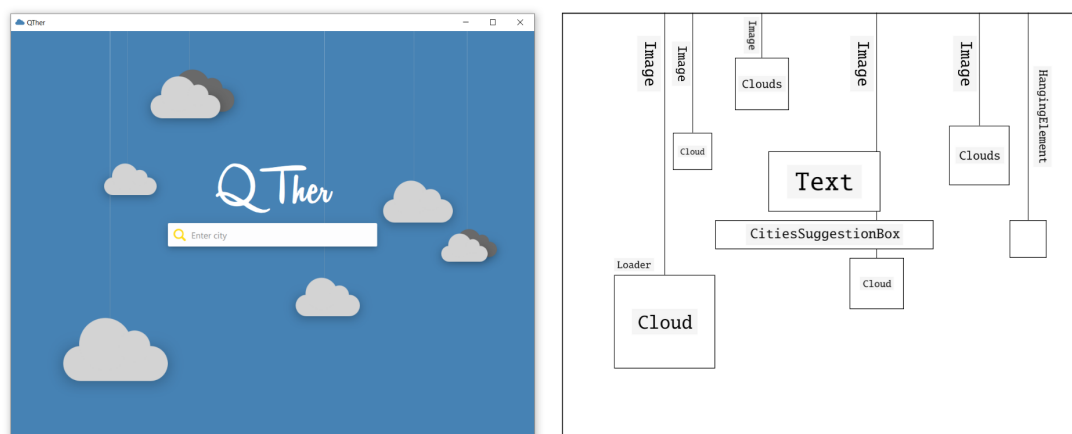 QTher
QTher
Enter city
Image
Image
Image
Clouds
Cloud
Image
Image
Clouds
HangingElement
Text
CitiesSuggestionBox
Loader
Cloud
Cloud